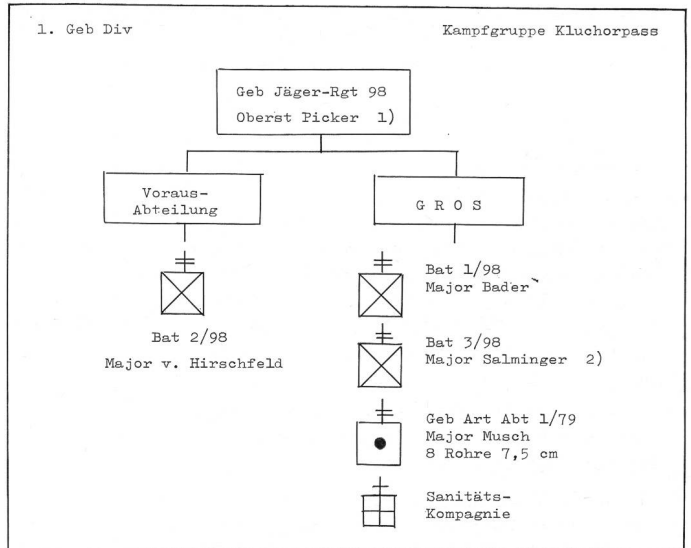 1. Geb Div
Kampfgruppe Kluchorpass
Geb Jäger-Rgt 98
Oberst Picker 1)
Voraus-
Abteilung
G R O S
Bat 2/98
Major v. Hirschfeld
Bat 1/98
Major Bader
Bat 3/98
Major Salminger 2)
Geb Art Abt 1/79
Major Musch
8 Rohre 7,5 cm
Sanitäts-
Kompagnie